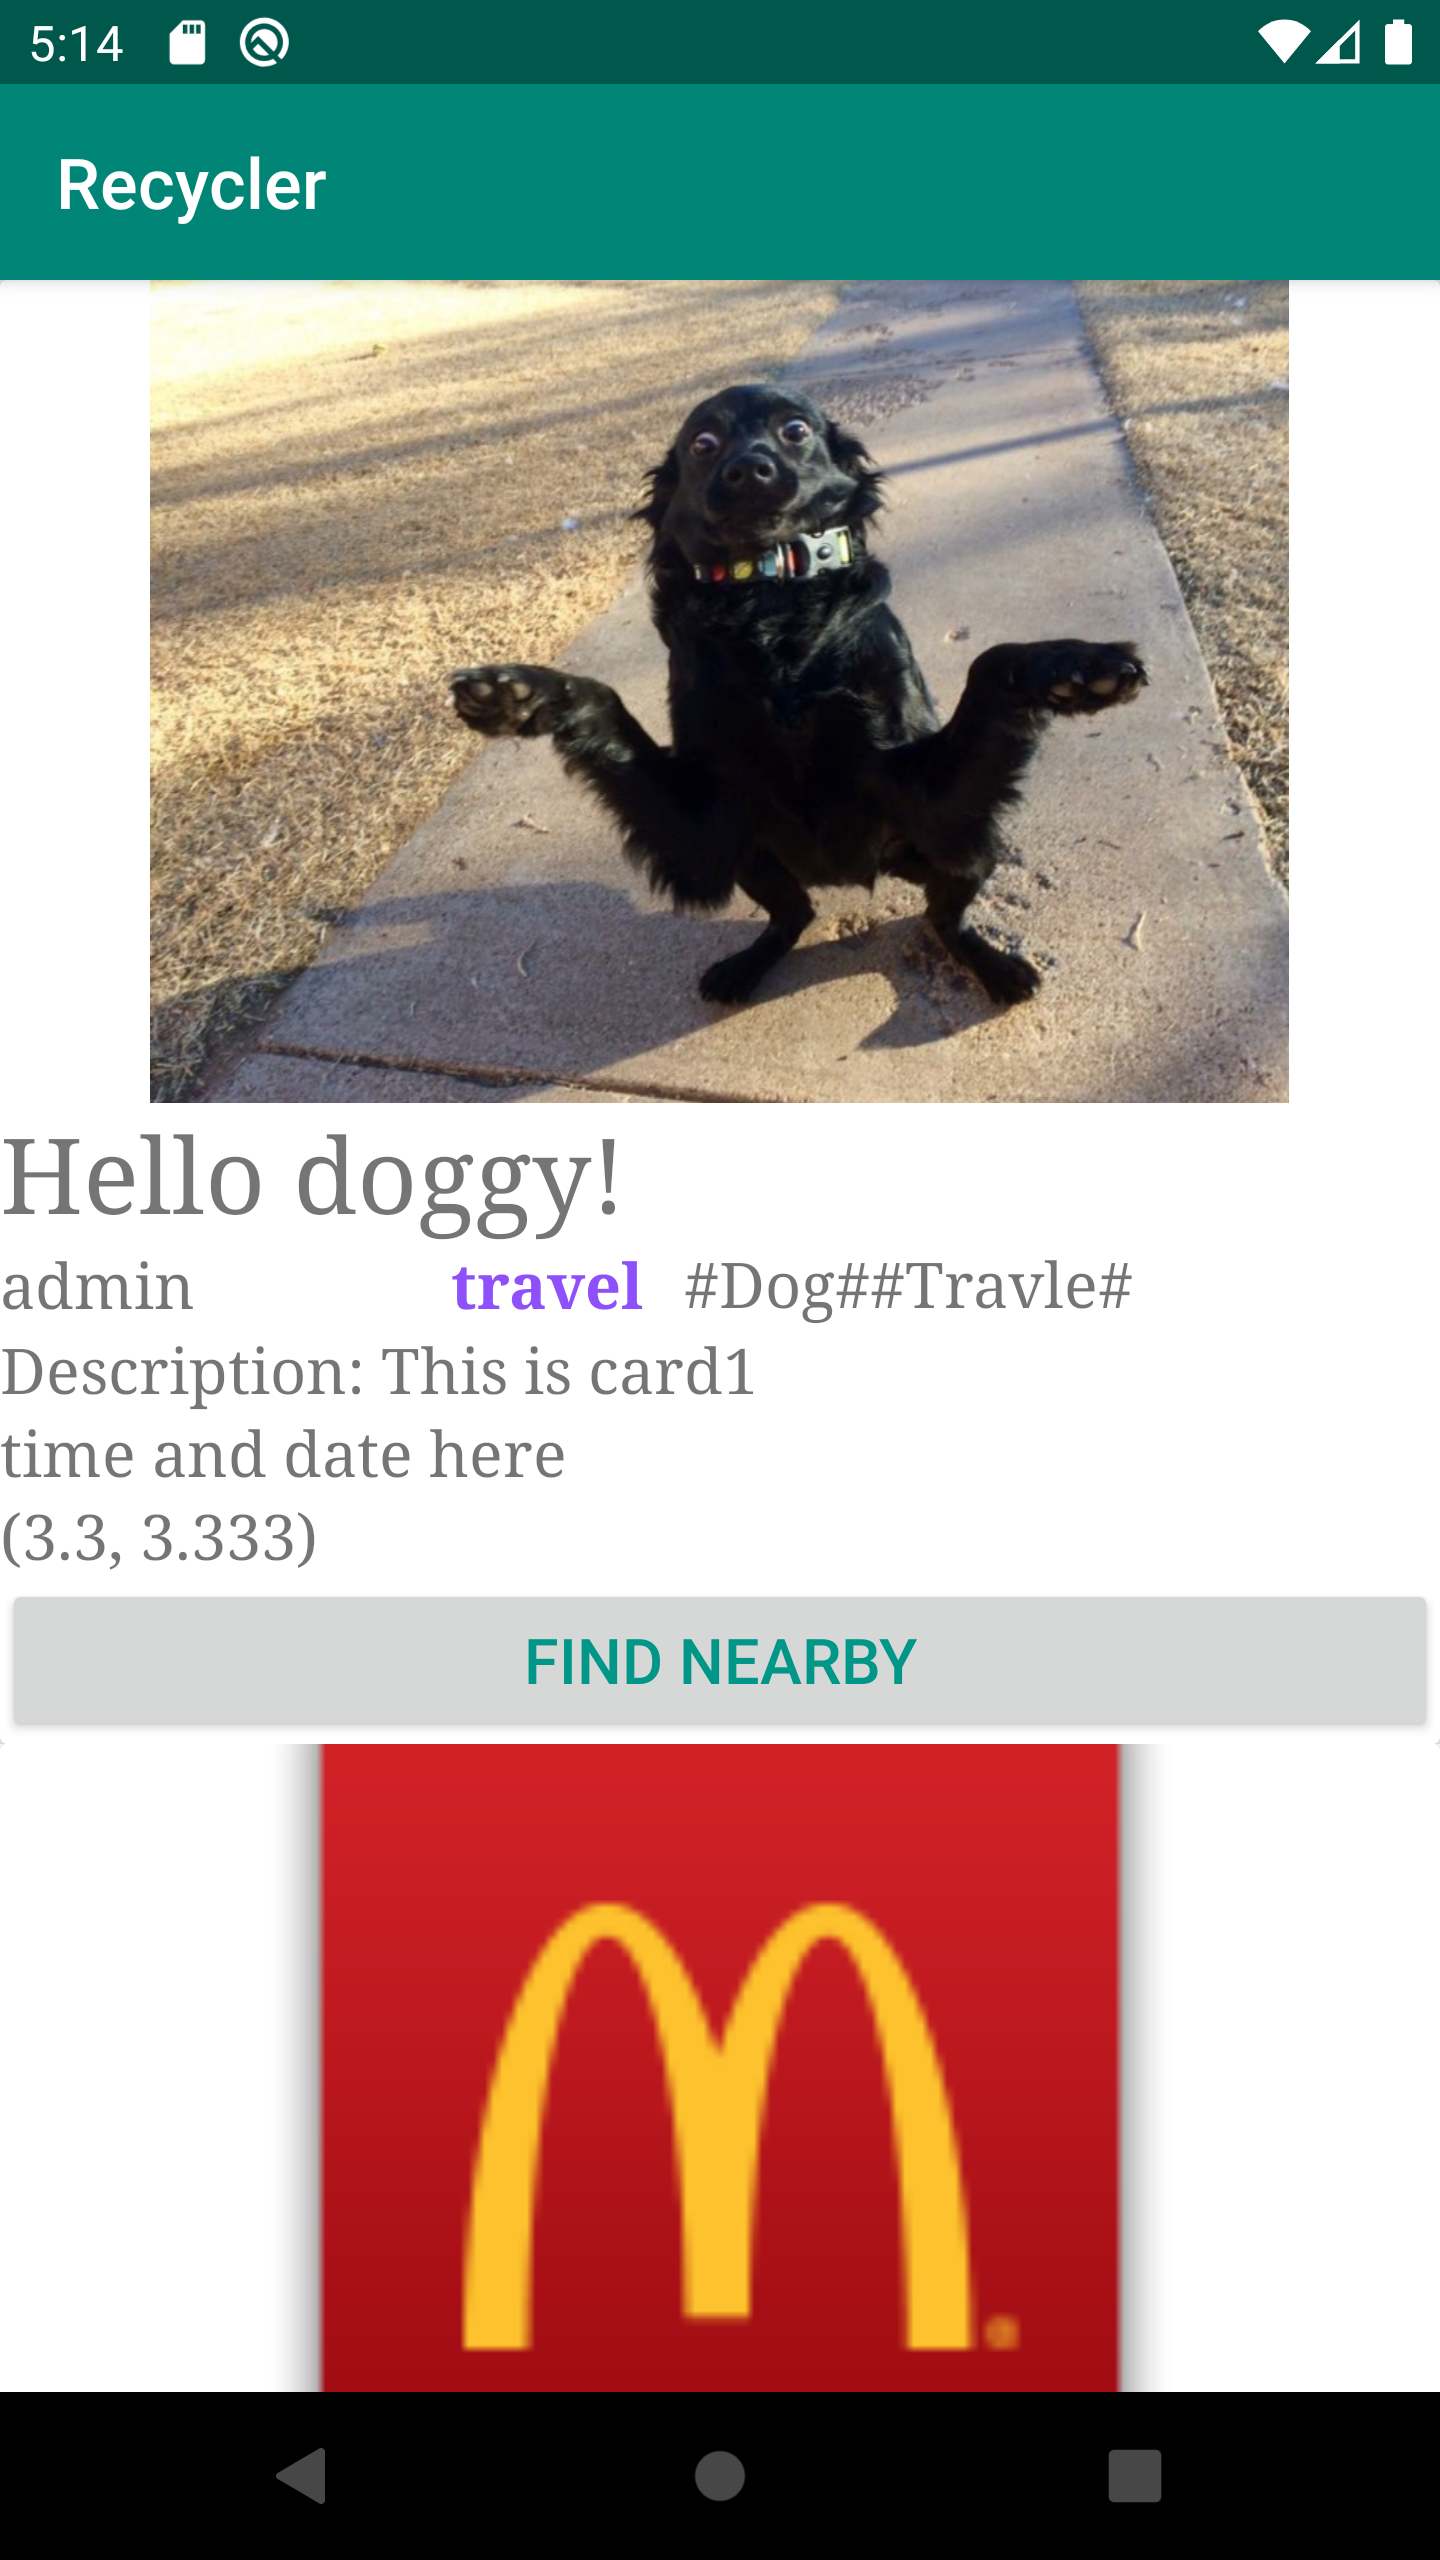 5:14
Recycler
Hello doggy!
admin travel #Dog##Travle#
Description: This is card1
time and date here
(3.3, 3.333)
FIND NEARBY